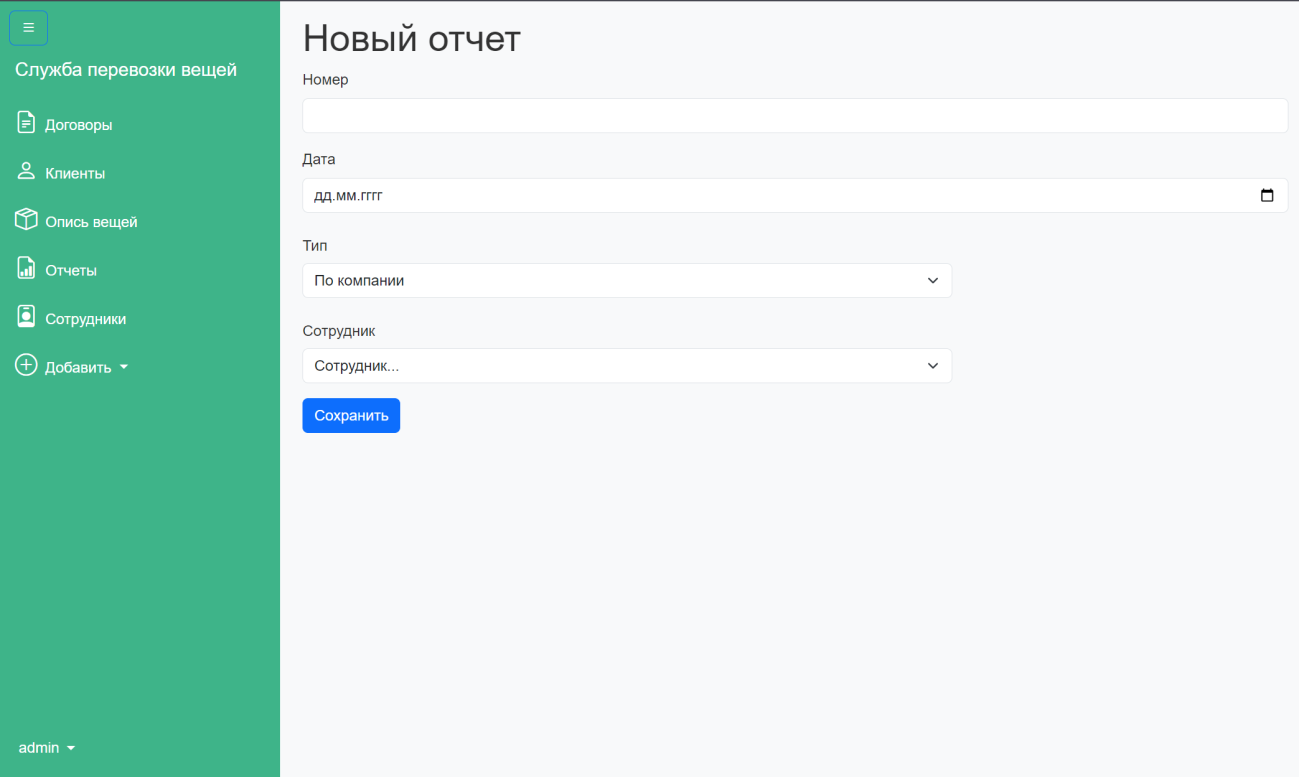 Служба перевозки вещей
Договоры
Клиенты
Опись вещей
Отчеты
Сотрудники
Добавить
admin
Новый отчет
Номер
Дата
дд.мм.гггг
Тип
По компании
Сотрудник
Сотрудник...
Сохранить